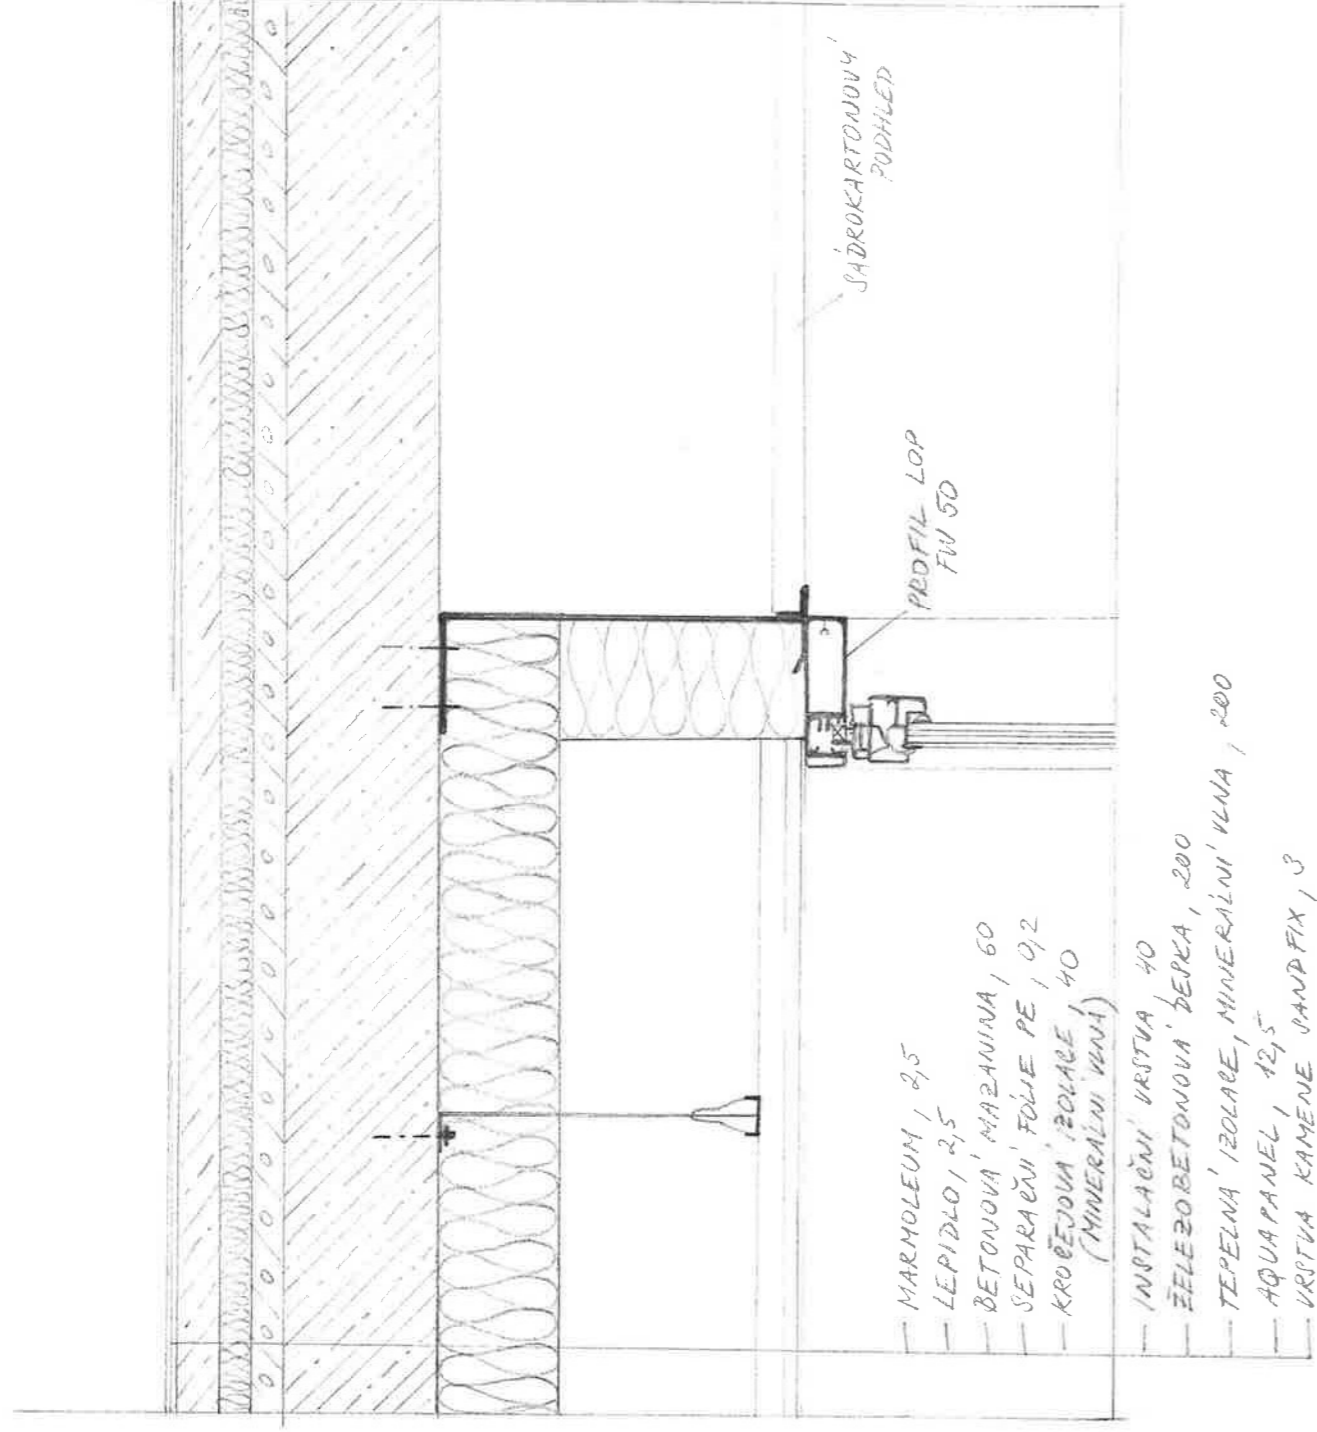 SÁDROKARTONOVÝ
PODHLED
PROFIL LOP
FW 50
MARMOLEUM, 2,5
LEPIDLO, 2,5
BETONOVÁ MAZANINA, 60
SEPARAČNÍ FÓLIE PE, 0,2
KROČEJOVÁ IZOLACE, 40
(MINERÁLNÍ VLNA)
INSTALAČNÍ VRSTVA 40
ŽELEZOBETONOVÁ DESKA, 200
TEPELNÁ IZOLACE, MINERÁLNÍ VLNA, 200
AQUAPANEL, 12,5
VRSTVA KAMENE SANDFIX, 3